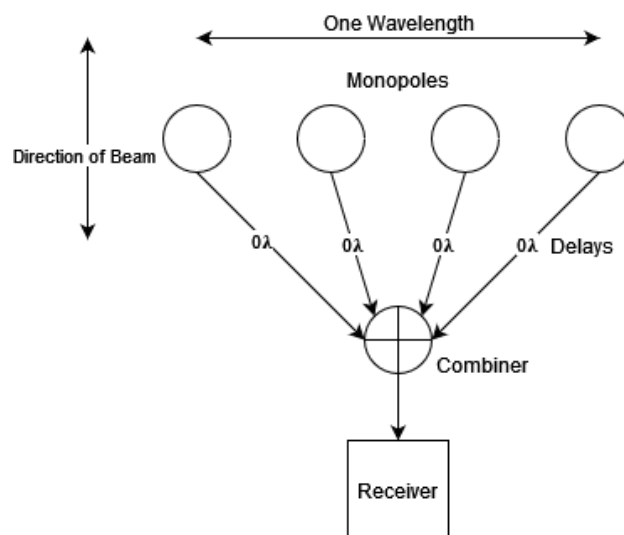 One Wavelength
Monopoles
Direction of Beam
0λ
0λ
0λ
0λ
Delays
Combiner
Receiver